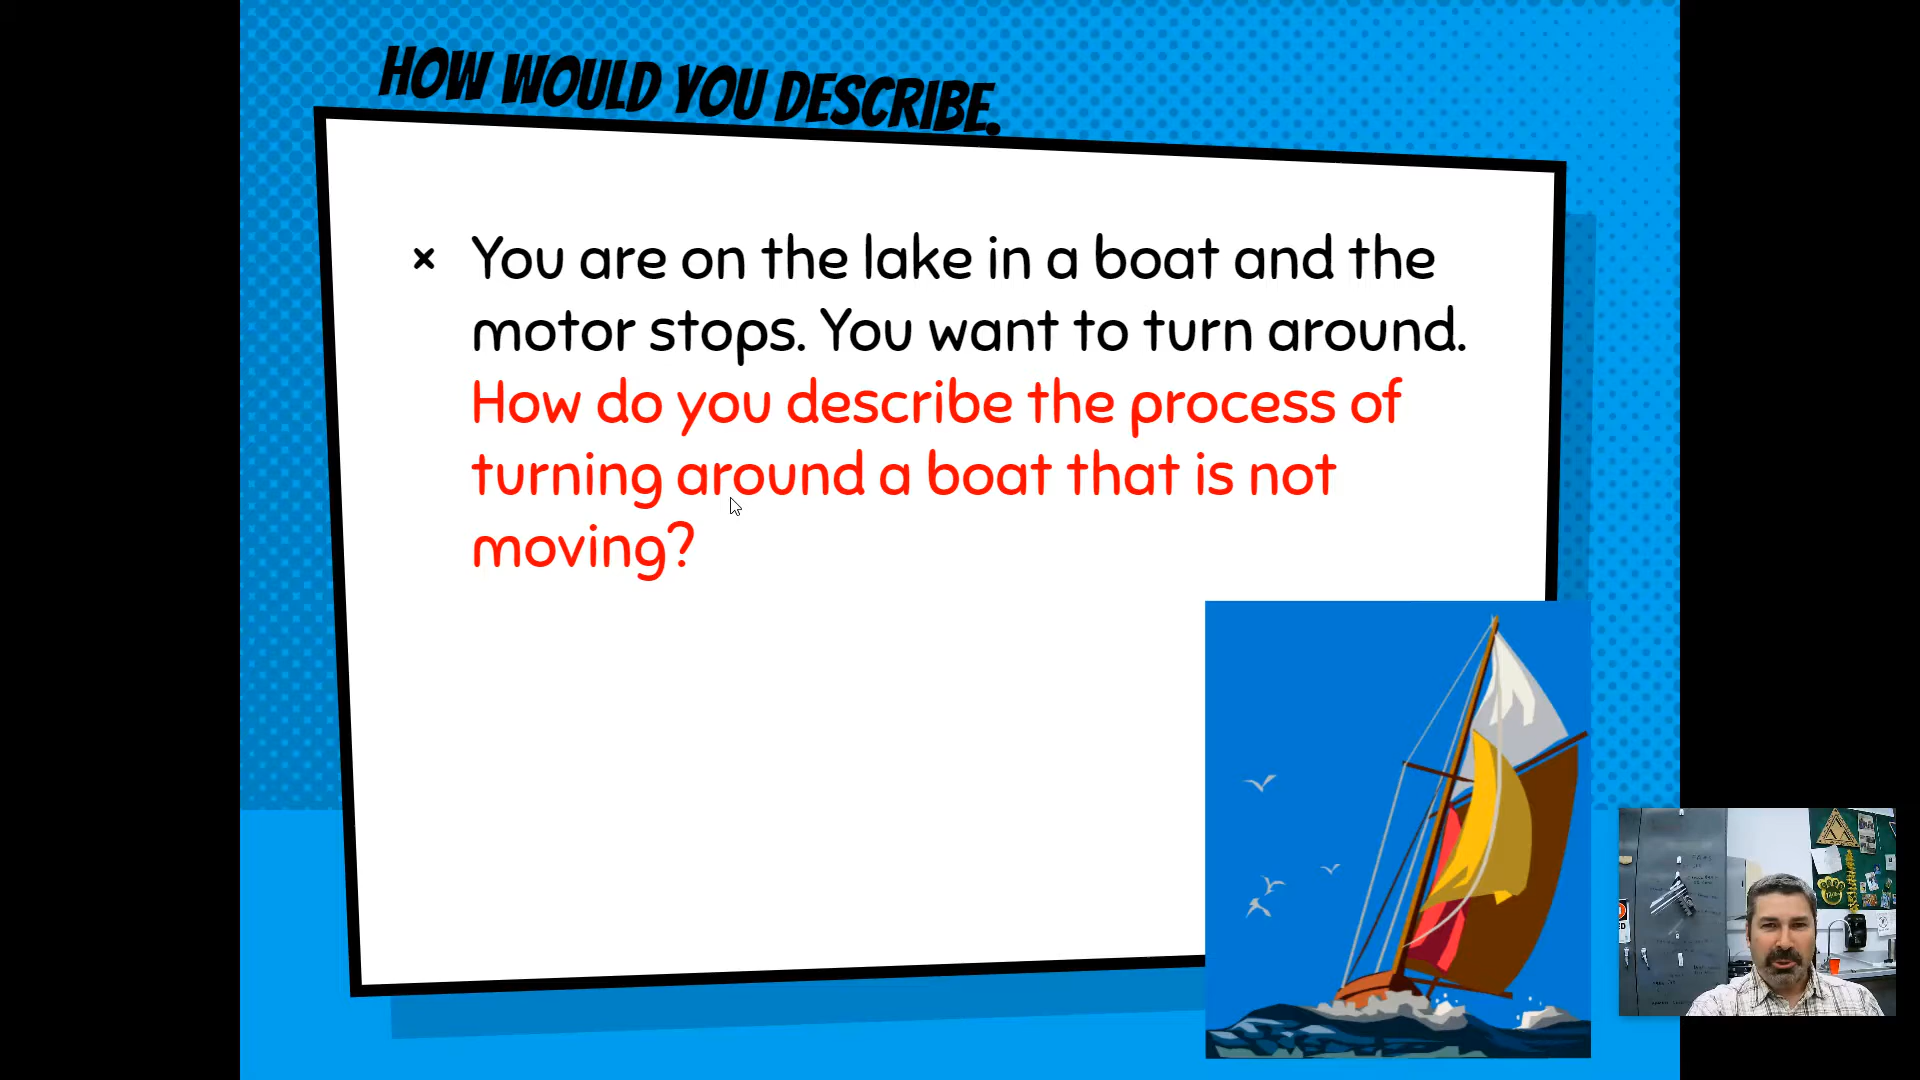 HOW WOULD YOU DESCRIBE.
× You are on the lake in a boat and the
motor stops. You want to turn around.
How do you describe the process of
turning around a boat that is not
moving?